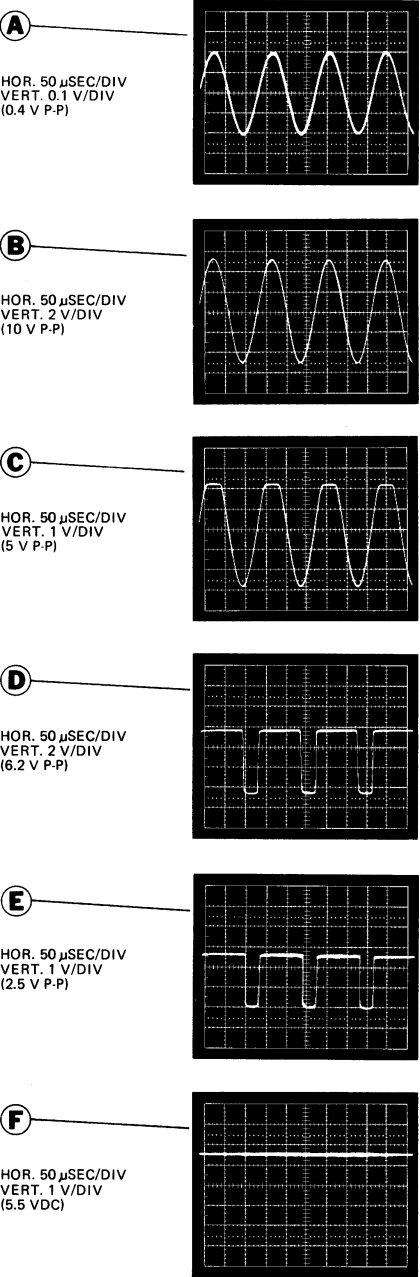 A
HOR. 50 µSEC/DIV
VERT. 0.1 V/DIV
(0.4 V P-P)
B
HOR. 50 µSEC/DIV
VERT. 2 V/DIV
(10 V P-P)
C
HOR. 50 µSEC/DIV
VERT. 1 V/DIV
(5 V P-P)
D
HOR. 50 µSEC/DIV
VERT. 2 V/DIV
(6.2 V P-P)
E
HOR. 50 µSEC/DIV
VERT. 1 V/DIV
(2.5 V P-P)
F
HOR. 50 µSEC/DIV
VERT. 1 V/DIV
(5.5 VDC)